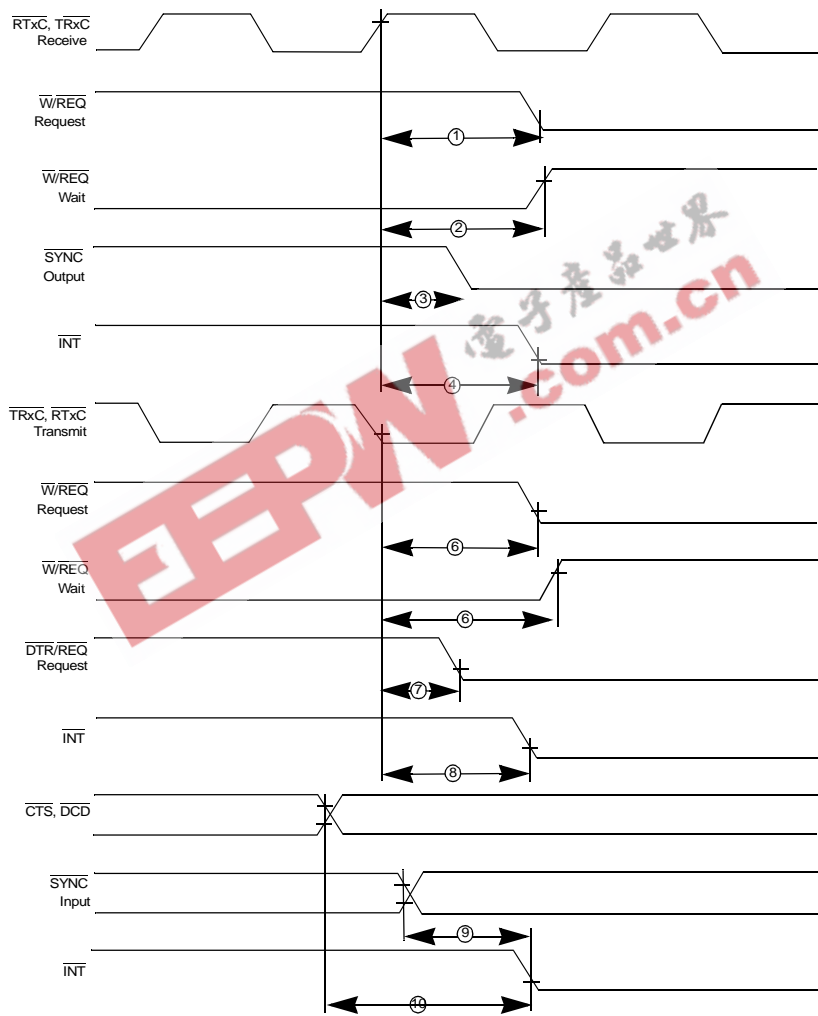 RTxC, TRxC
Receive
W/REQ
Request
①
W/REQ
Wait
②
SYNC
Output
③
INT
④
TRxC, RTxC
Transmit
W/REQ
Request
⑥
W/REQ
Wait
⑥
DTR/REQ
Request
⑦
INT
⑧
CTS, DCD
SYNC
Input
⑨
INT
⑩
EEPW.com.cn
電子產品世界